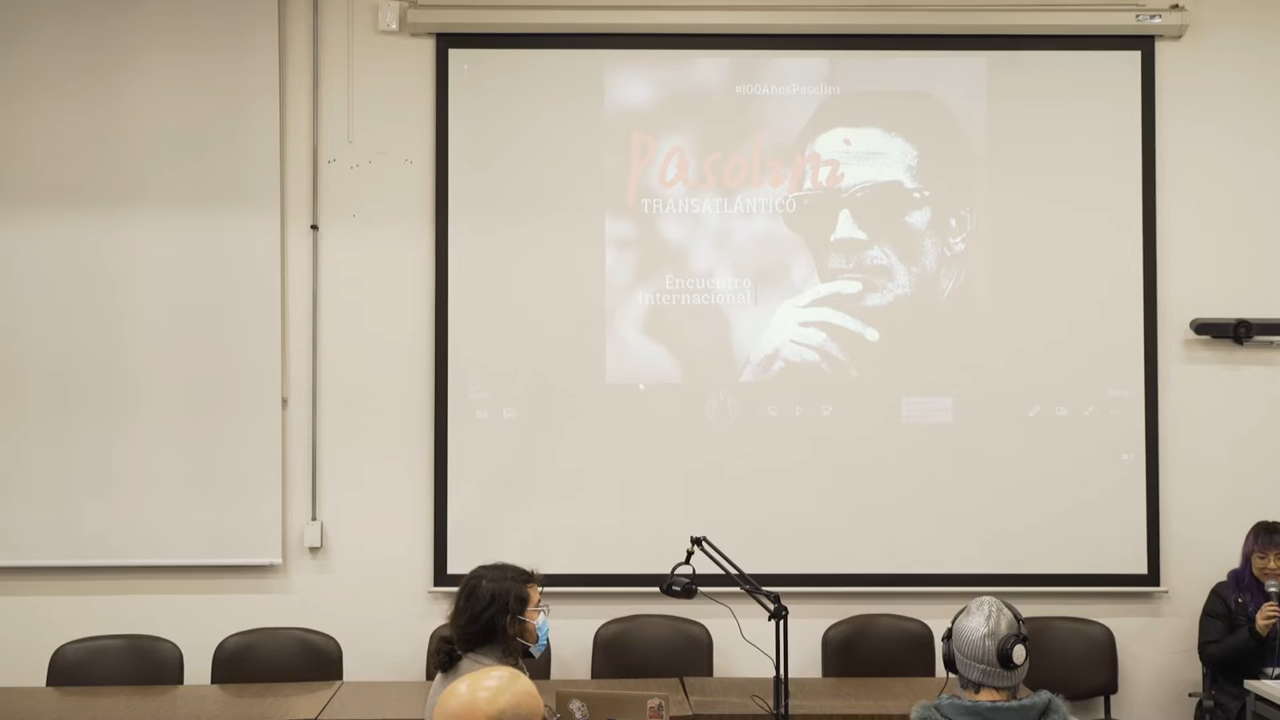 #100AñosPasolini
Pasolini
TRANSATLÁNTICO
Encuentro
Internacional